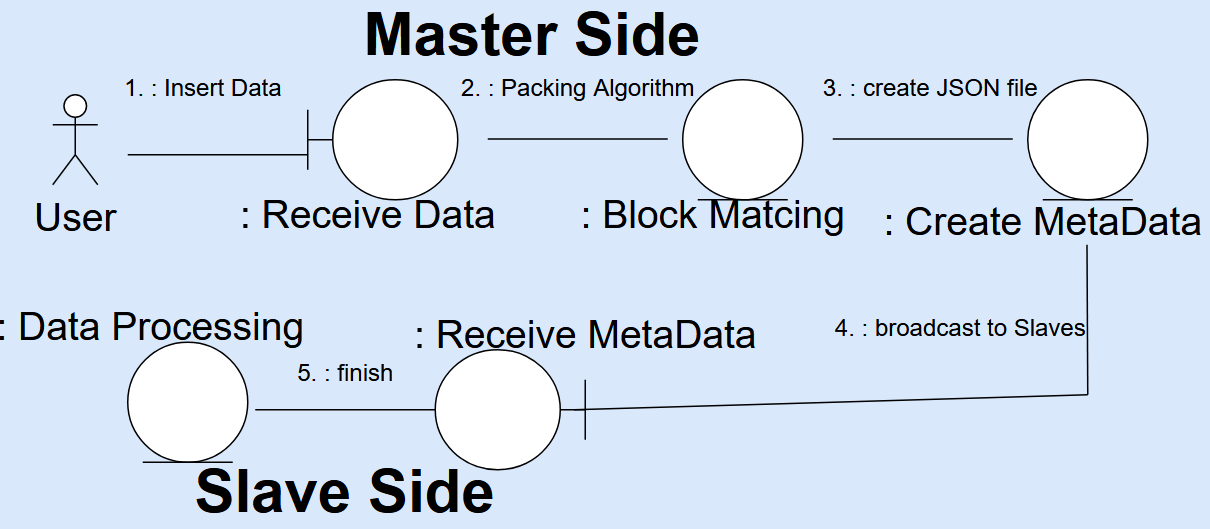 Master Side
1. : Insert Data
2. : Packing Algorithm
3. : create JSON file
User
: Receive Data
: Block Matcing
: Create MetaData
: Data Processing
: Receive MetaData
4. : broadcast to Slaves
5. : finish
Slave Side